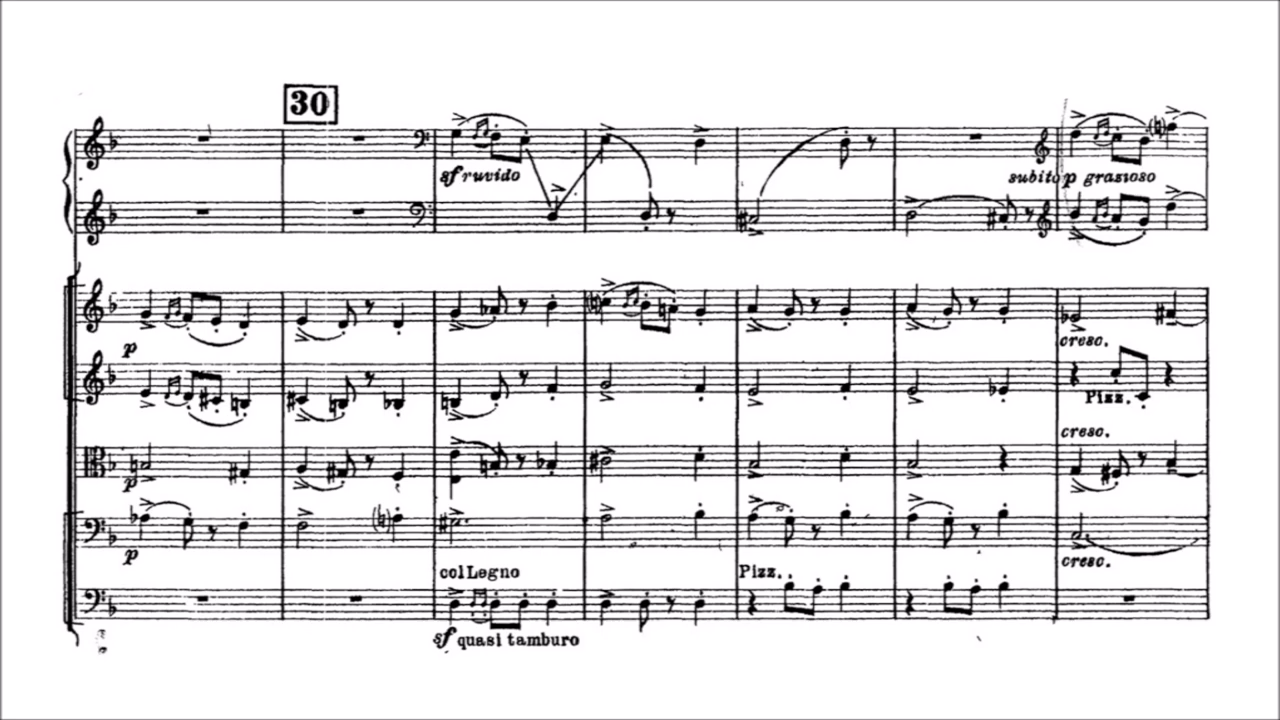 30
sf ruvido
subito p grazioso
p
cresc.
Pizz.
p
cresc.
p
cresc.
col Legno
Pizz.
sf quasi tamburo